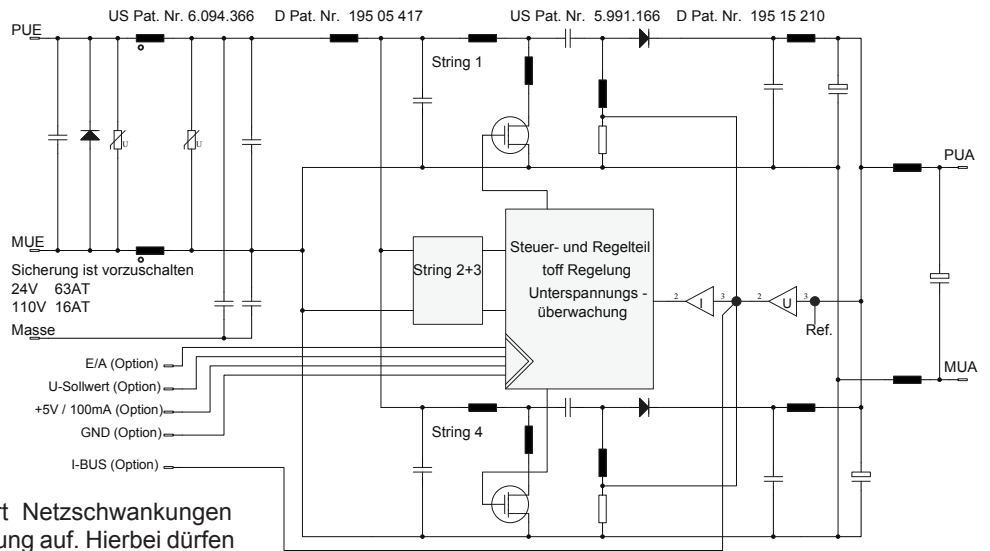 US Pat. Nr. 6.094.366 D Pat. Nr. 195 05 417 US Pat. Nr. 5.991.166 D Pat. Nr. 195 15 210
PUE
String 1
U
U
PUA
MUE
Sicherung ist vorzuschalten
24V 63AT
110V 16AT
Masse
String 2+3
Steuer- und Regelteil
toff Regelung
Unterspannungs -
überwachung
2 I 3 2 U 3
Ref.
MUA
E/A (Option)
U-Sollwert (Option)
+5V / 100mA (Option)
GND (Option)
I-BUS (Option)
String 4
rt Netzschwankungen
ung auf. Hierbei dürfen